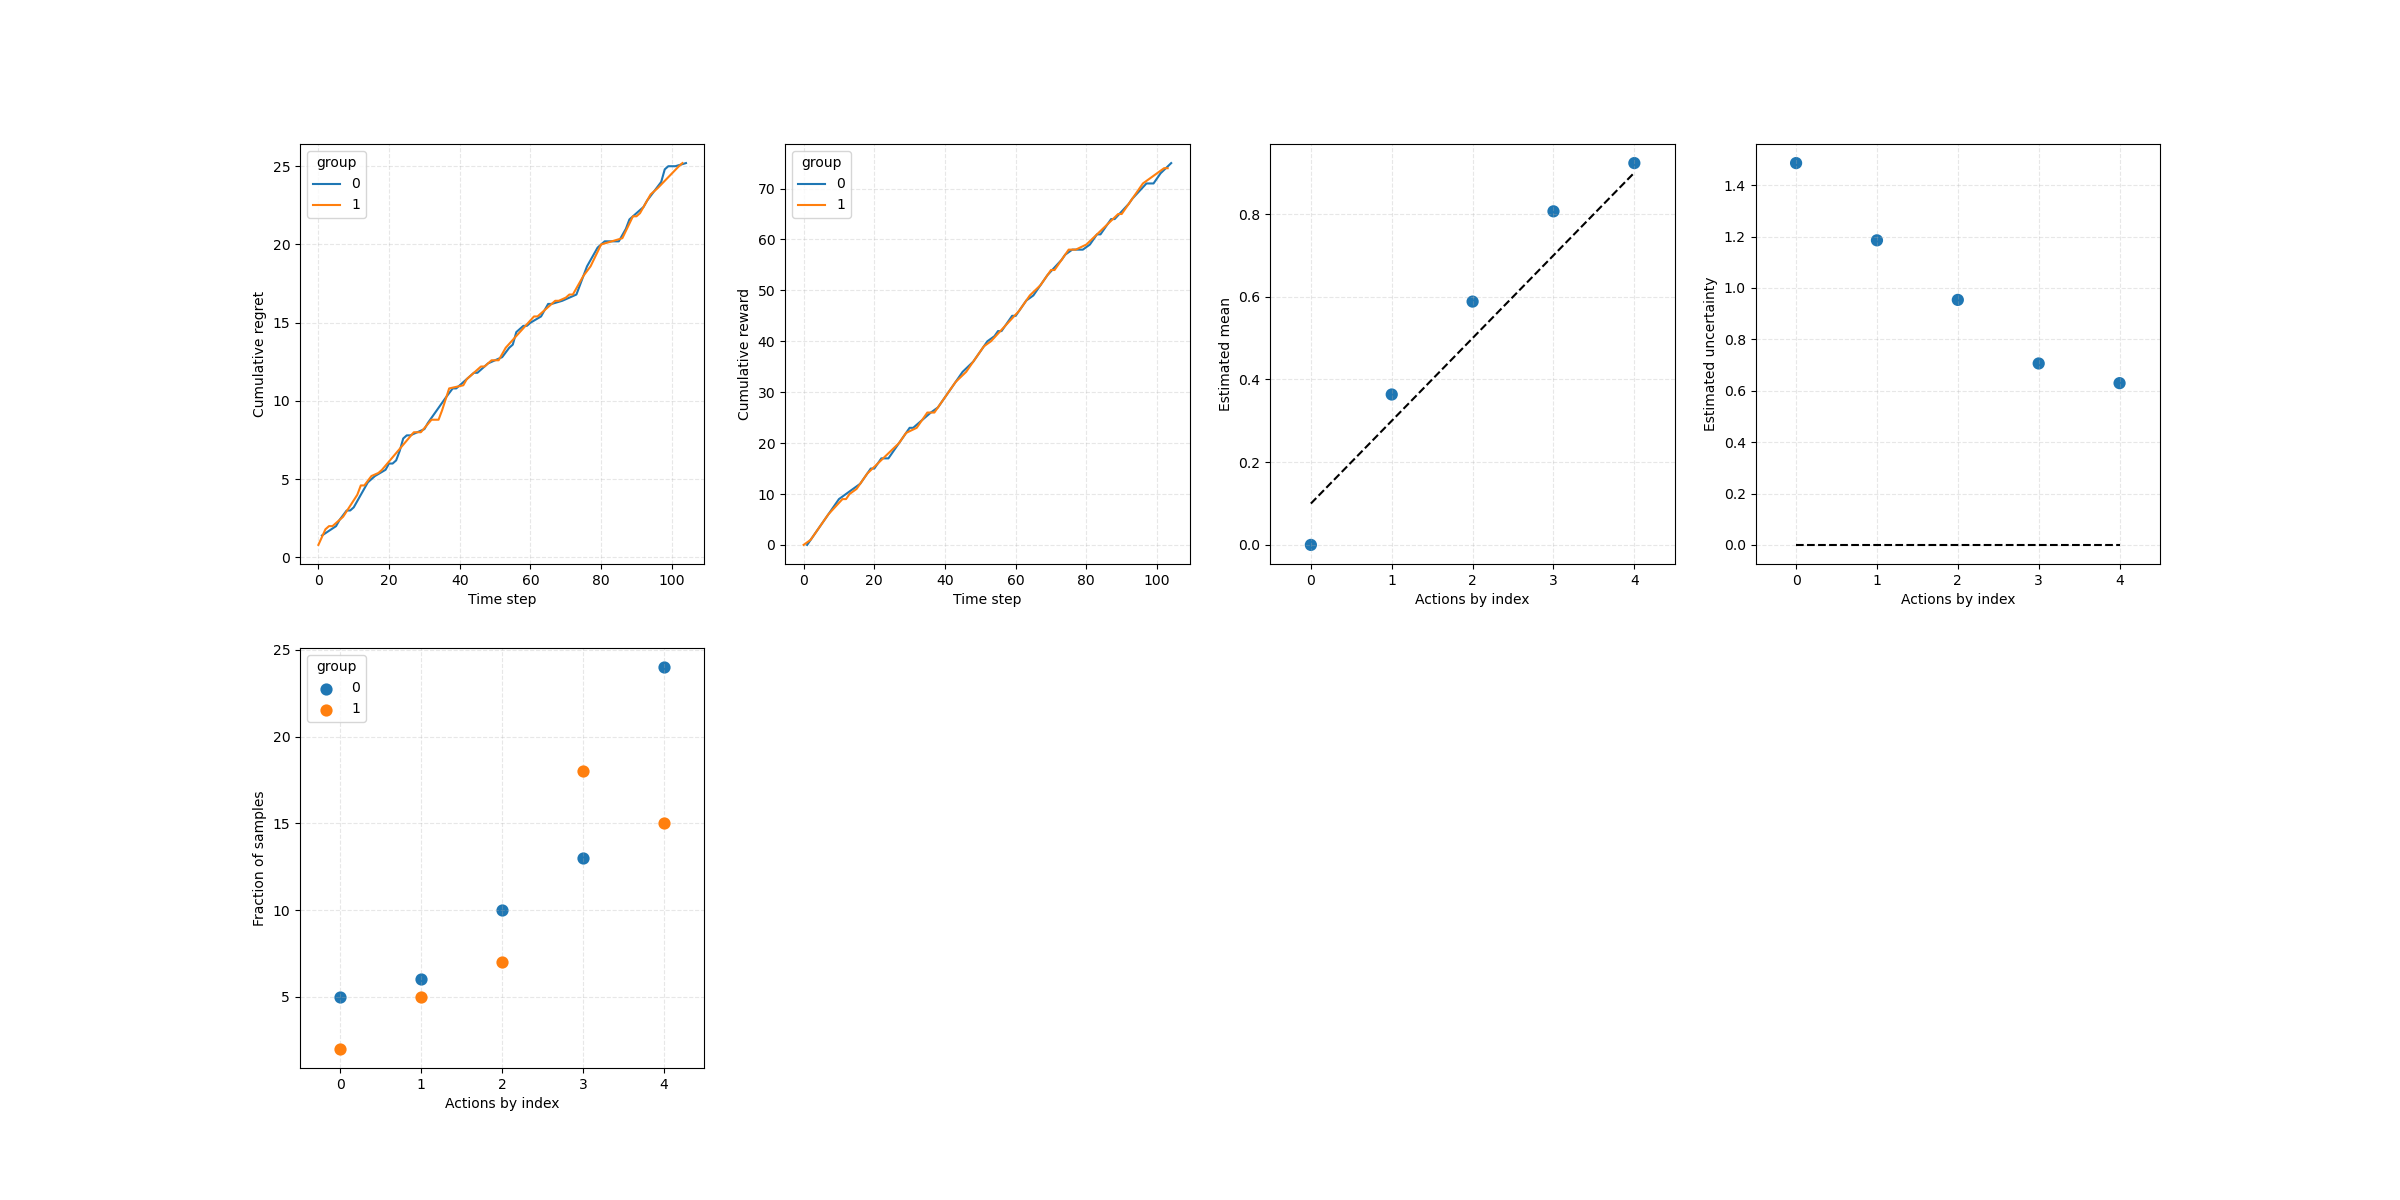 group
0
1
25
20
15
10
5
0
Cumulative regret
0 20 40 60 80 100
Time step
group
0
1
70
60
50
40
30
20
10
0
Cumulative reward
0 20 40 60 80 100
Time step
0.8
0.6
0.4
0.2
0.0
Estimated mean
0 1 2 3 4
Actions by index
1.4
1.2
1.0
0.8
0.6
0.4
0.2
0.0
Estimated uncertainty
0 1 2 3 4
Actions by index
group
0
1
25
20
15
10
5
Fraction of samples
0 1 2 3 4
Actions by index